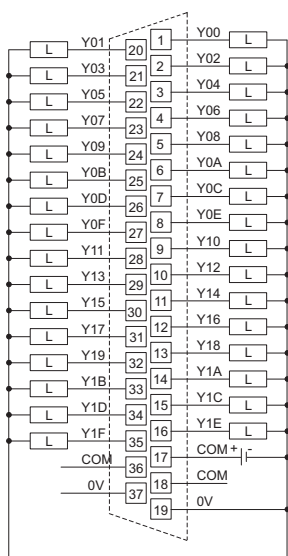 1 Y00 L
L Y01 20
2 Y02 L
L Y03 21
3 Y04 L
L Y05 22
4 Y06 L
L Y07 23
5 Y08 L
L Y09 24
6 Y0A L
L Y0B 25
7 Y0C L
L Y0D 26
8 Y0E L
L Y0F 27
9 Y10 L
L Y11 28
10 Y12 L
L Y13 29
11 Y14 L
L Y15 30
12 Y16 L
L Y17 31
13 Y18 L
L Y19 32
14 Y1A L
L Y1B 33
15 Y1C L
L Y1D 34
16 Y1E L
L Y1F 35
17 COM + -
COM 36
18 COM
0V 37
19 0V